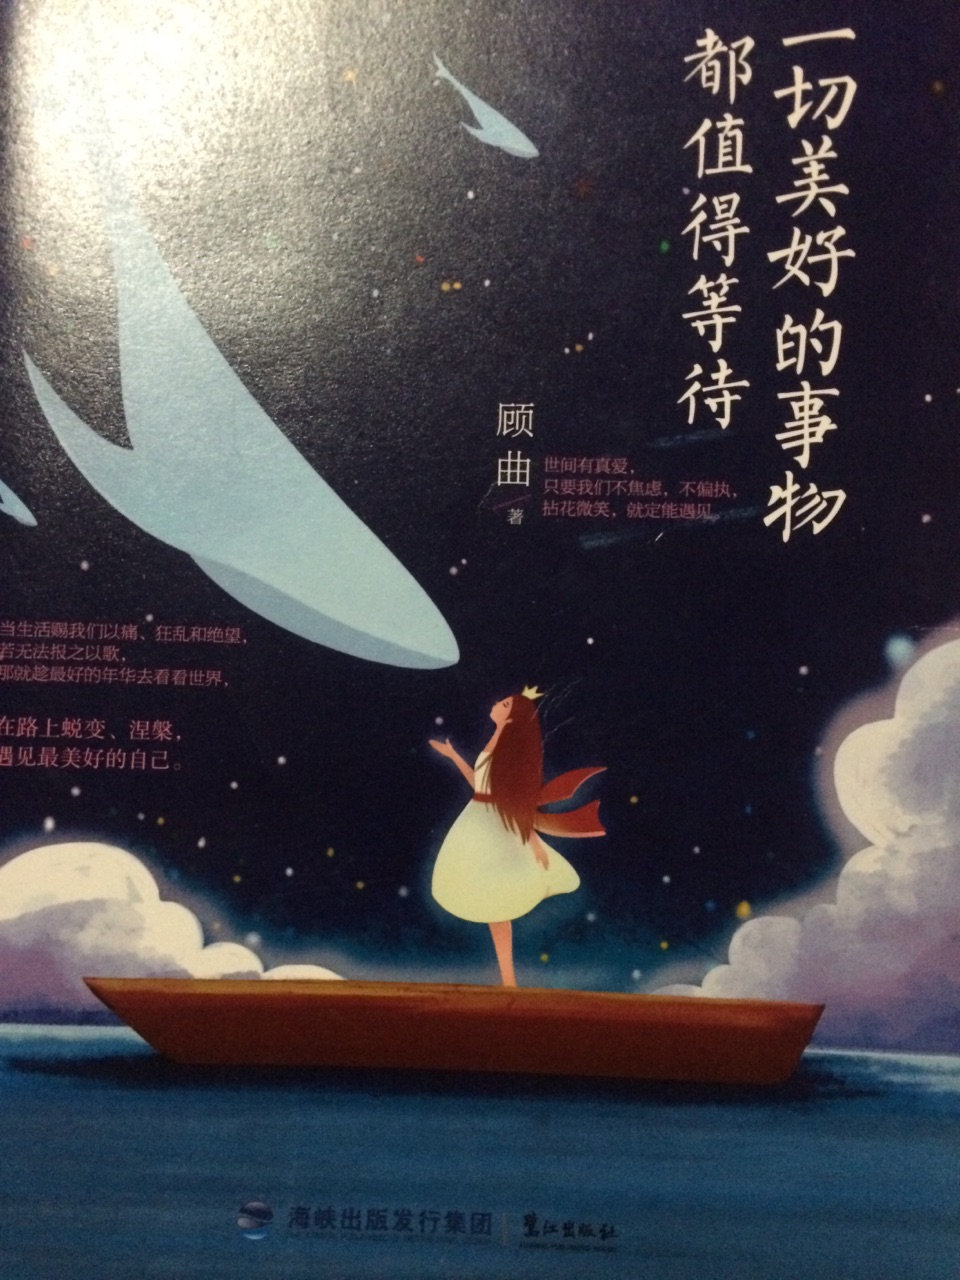 一切美好的事物
都值得等待
顾曲 著
世间有真爱,
只要我们不焦虑,不偏执,
拈花微笑,就定能遇见。
当生活赐我们以痛、狂乱和绝望,
若无法报之以歌,
那就趁最好的年华去看看世界,
在路上蜕变、涅槃,
遇见最美好的自己。
海峡出版发行集团 | 鹭江出版社